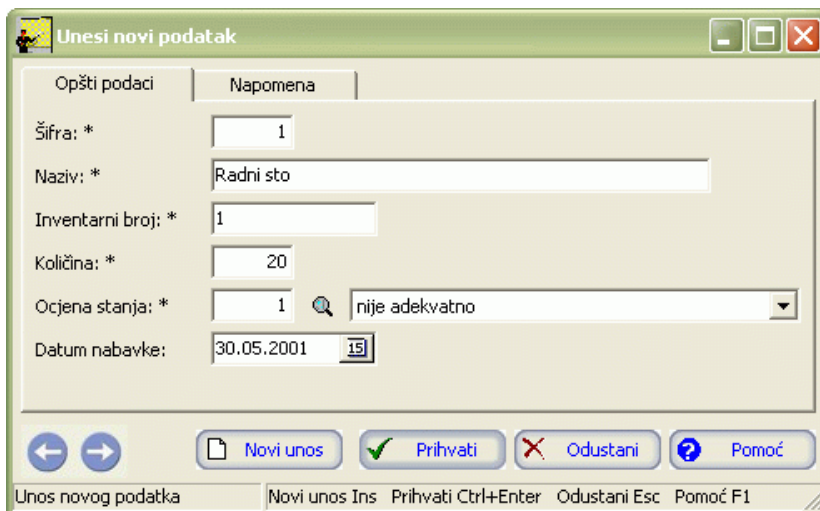 Unesi novi podatak
Opšti podaci Napomena
Šifra: * 1
Naziv: * Radni sto
Inventarni broj: * 1
Količina: * 20
Ocjena stanja: * 1 nije adekvatno
Datum nabavke: 30.05.2001 15
Novi unos Prihvati Odustani Pomoć
Unos novog podatka Novi unos Ins Prihvati Ctrl+Enter Odustani Esc Pomoć F1